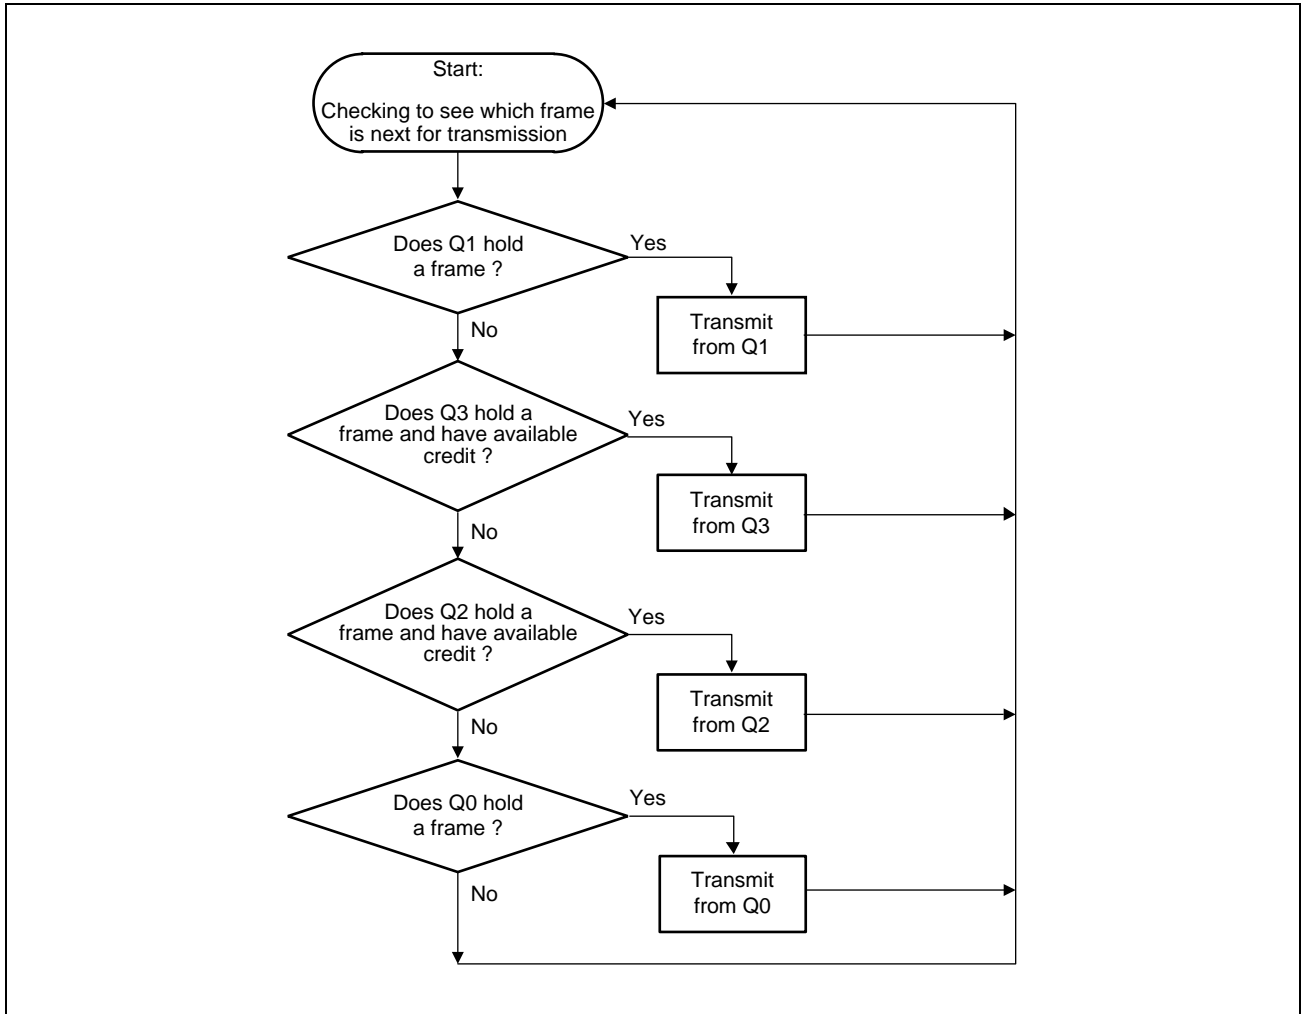 Start:
Checking to see which frame
is next for transmission
Does Q1 hold
a frame ?
Yes
Transmit
from Q1
No
Does Q3 hold a
frame and have available
credit ?
Yes
Transmit
from Q3
No
Does Q2 hold a
frame and have available
credit ?
Yes
Transmit
from Q2
No
Does Q0 hold
a frame ?
Yes
Transmit
from Q0
No